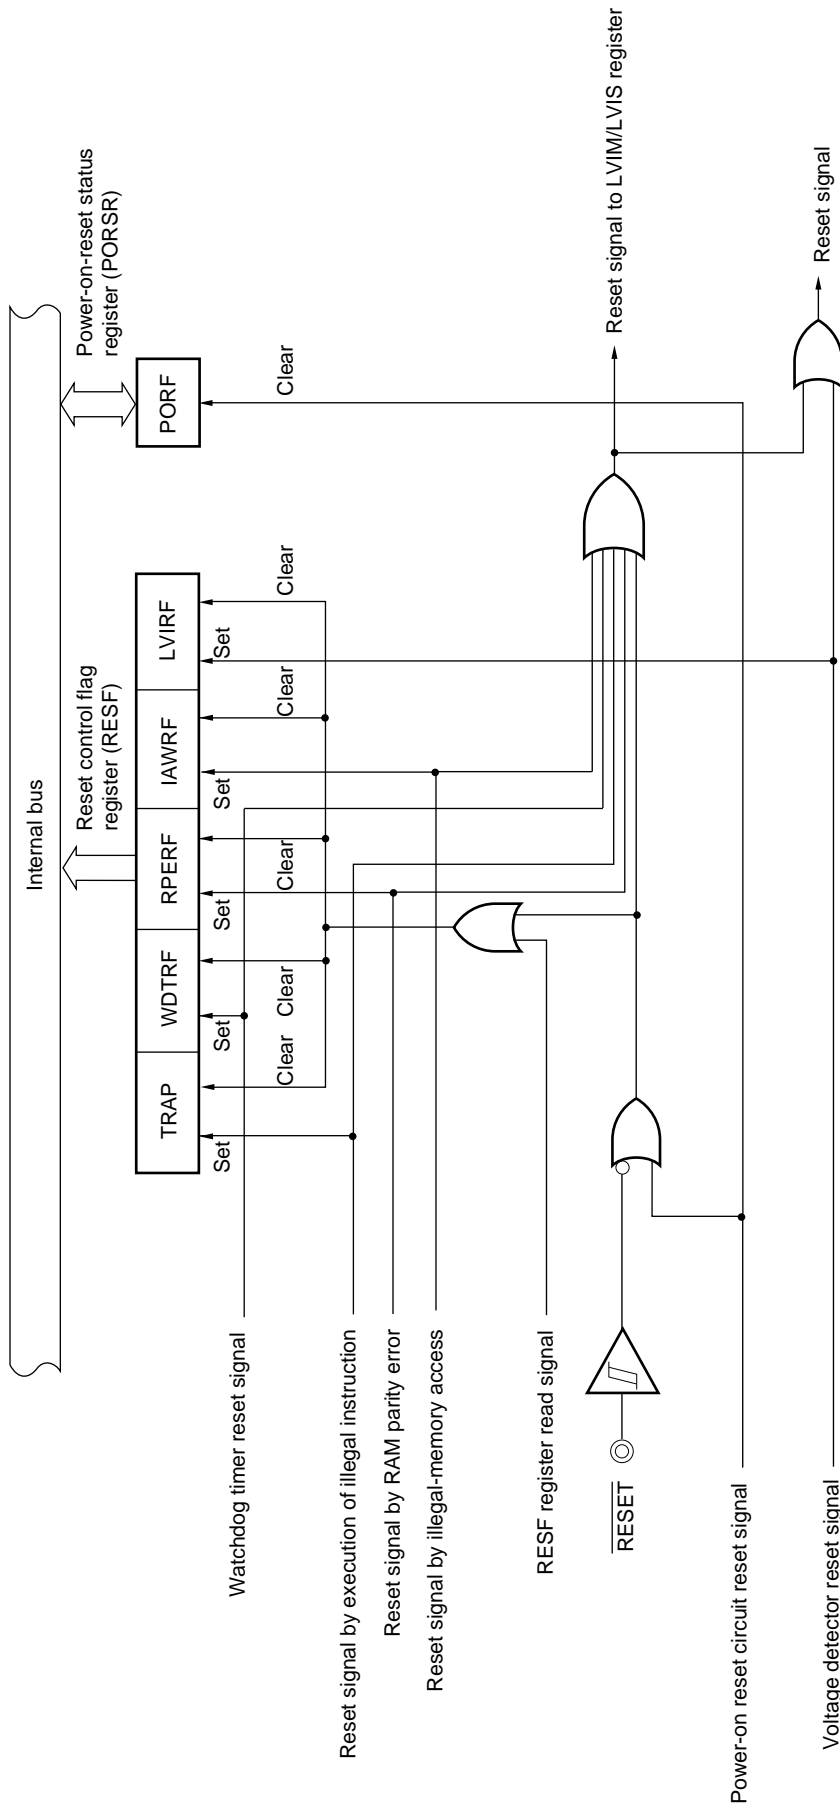 Internal bus
Reset control flag
register (RESF)
Power-on-reset status
register (PORSR)
TRAP
WDTRF
RPERF
IAWRF
LVIRF
PORF
Set
Clear
Set
Clear
Set
Clear
Set
Clear
Set
Clear
Clear
Watchdog timer reset signal
Reset signal by execution of illegal instruction
Reset signal by RAM parity error
Reset signal by illegal-memory access
RESF register read signal
RESET
Reset signal to LVIM/LVIS register
Power-on reset circuit reset signal
Voltage detector reset signal
Reset signal